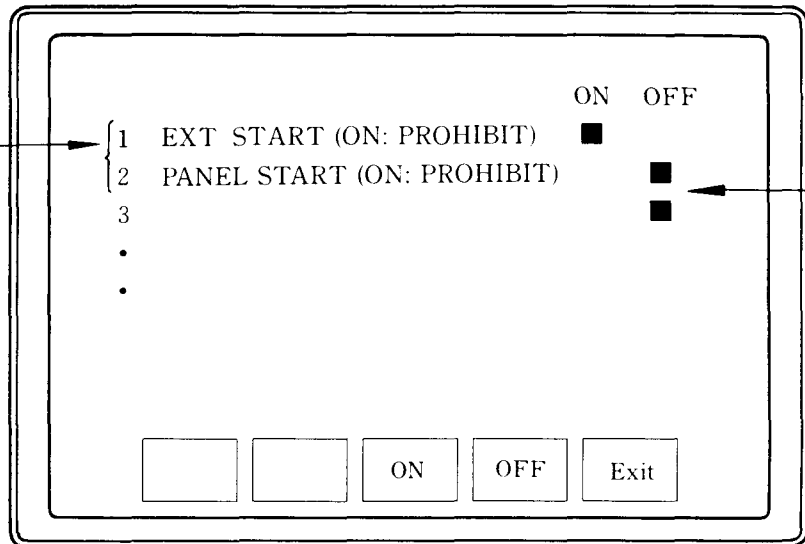 ON OFF
1 EXT START (ON: PROHIBIT) ■
2 PANEL START (ON: PROHIBIT) ■
3 ■
•
•
ON OFF Exit